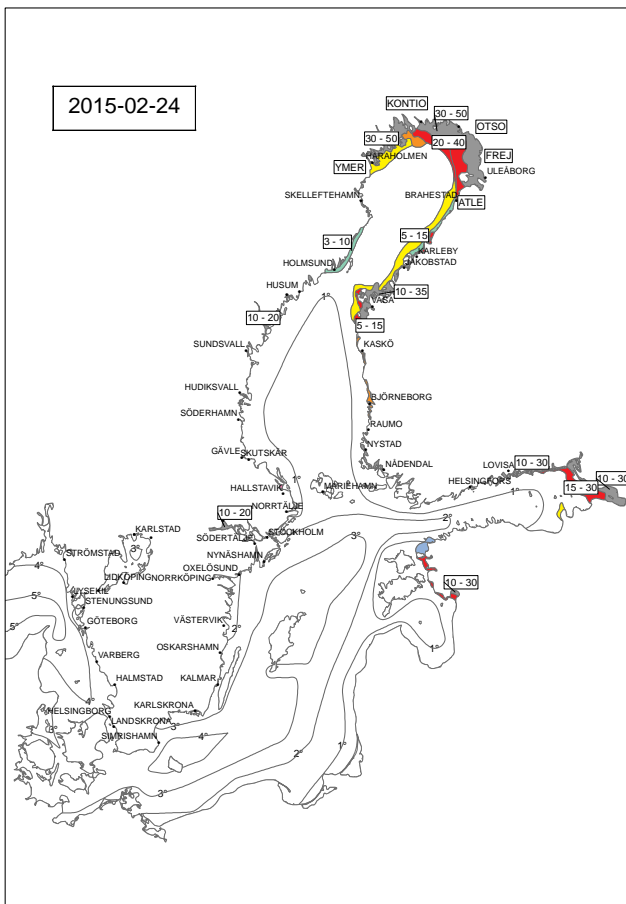 2015-02-24
KONTIO
30 - 50
OTSO
30 - 50
20 - 40
HARAHOLMEN
FREJ
YMER
ULEÅBORG
BRAHESTAD
SKELLEFTEHAMN
ATLE
5 - 15
3 - 10
KARLEBY
HOLMSUND
JAKOBSTAD
HUSUM
10 - 35
1°
VASA
10 - 20
5 - 15
SUNDSVALL
KASKÖ
HUDIKSVALL
BJÖRNEBORG
SÖDERHAMN
RAUMO
NYSTAD
GÄVLE
SKUTSKÄR
NÅDENDAL
LOVISA
10 - 30
1°
MARIEHAMN
HELSINGFORS
10 - 30
HALLSTAVIK
1°
15 - 30
NORRTÄLJE
10 - 20
2°
KARLSTAD
STOCKHOLM
SÖDERTÄLJE
3°
3°
STRÖMSTAD
NYNÄSHAMN
4°
OXELÖSUND
LIDKÖPING
NORRKÖPING
10 - 30
LYSEKIL
5°
STENUNGSUND
VÄSTERVIK
2°
5°
GÖTEBORG
1°
OSKARSHAMN
VARBERG
HALMSTAD
KALMAR
4°
KARLSKRONA
HELSINGBORG
LANDSKRONA
3°
3°
SIMRISHAMN
4°
1°
2°
3°